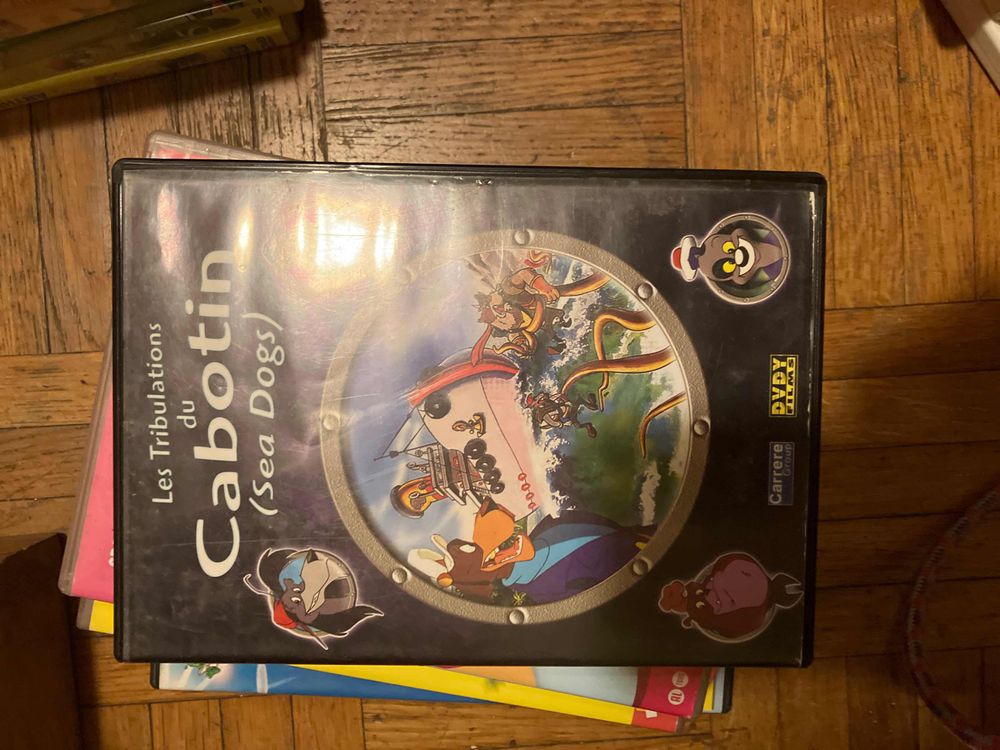 Les Tribulations
du
Cabotin
(Sea Dogs)
Carrere
Group
DVDY
FILMS